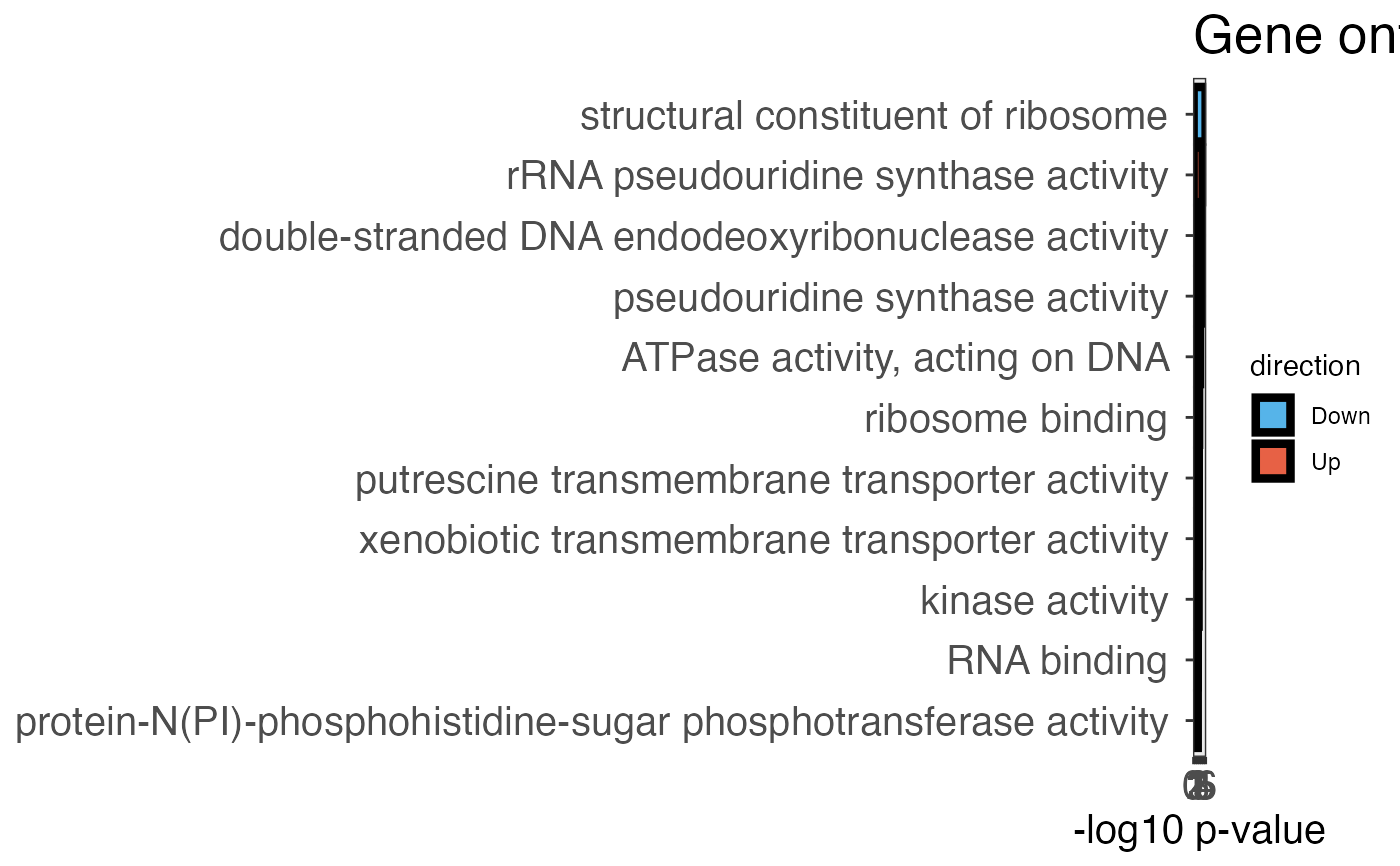 Gene ont
structural constituent of ribosome
rRNA pseudouridine synthase activity
double-stranded DNA endodeoxyribonuclease activity
pseudouridine synthase activity
ATPase activity, acting on DNA
ribosome binding
putrescine transmembrane transporter activity
xenobiotic transmembrane transporter activity
kinase activity
RNA binding
protein-N(PI)-phosphohistidine-sugar phosphotransferase activity
-log10 p-value
direction
Down
Up